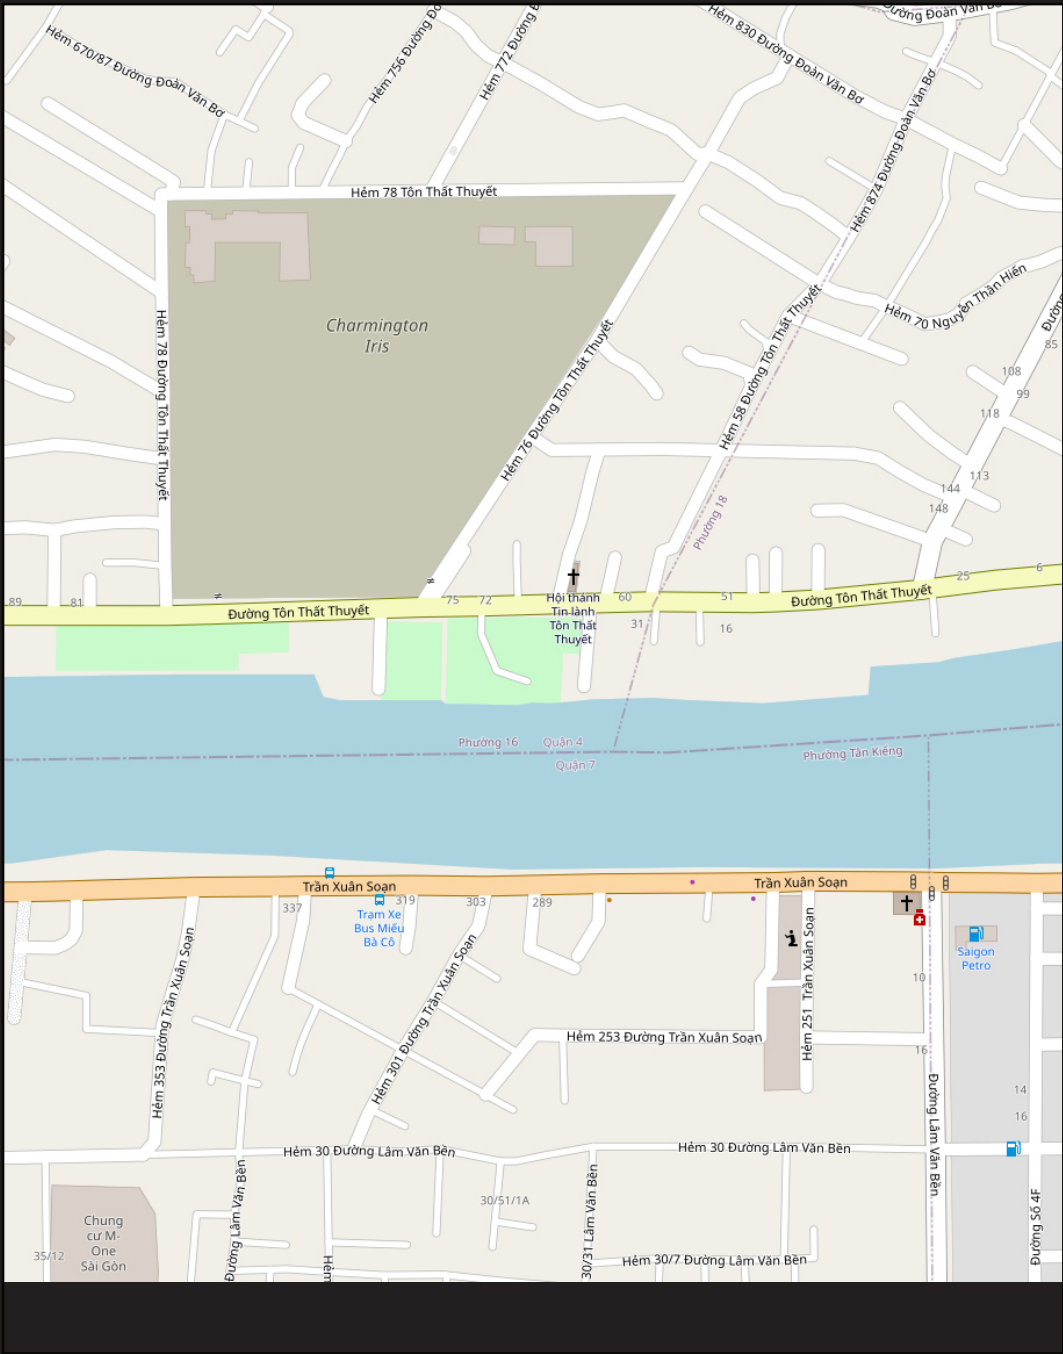 Đường Đoàn Văn Bơ
Hẻm 670/87 Đường Đoàn Văn Bơ
Hẻm 756 Đường Đo
Hẻm 772 Đường Đ
Hẻm 830 Đường Đoàn Văn Bơ
Hẻm 874 Đường Đoàn Văn Bơ
Hẻm 78 Tôn Thất Thuyết
Hẻm 70 Nguyễn Thần Hiến
Đường
85
Charmington
Iris
Hẻm 78 Đường Tôn Thất Thuyết
Hẻm 76 Đường Tôn Thất Thuyết
Hẻm 58 Đường Tôn Thất Thuyết
108
99
118
113
144
148
Phường 18
25
6
89
81
75
72
60
51
Đường Tôn Thất Thuyết
Đường Tôn Thất Thuyết
Hội thánh
Tin lành
Tôn Thất
Thuyết
31
16
Phường 16
Quận 4
Quận 7
Phường Tân Kiểng
Trần Xuân Soạn
Trần Xuân Soạn
337
319
303
289
Trạm Xe
Bus Miếu
Bà Cô
Saigon
Petro
10
Hẻm 353 Đường Trần Xuân Soạn
Hẻm 301 Đường Trần Xuân Soạn
Hẻm 253 Đường Trần Xuân Soạn
Hẻm 251 Trần Xuân Soạn
16
14
16
Đường Lâm Văn Bền
Hẻm 30 Đường Lâm Văn Bền
Hẻm 30 Đường Lâm Văn Bền
30/51/1A
Chung
cư M-
One
Sài Gòn
35/12
Đường Lâm Văn Bền
Hẻm
30/31 Lâm Văn Bền
Hẻm 30/7 Đường Lâm Văn Bền
Đường Số 4F